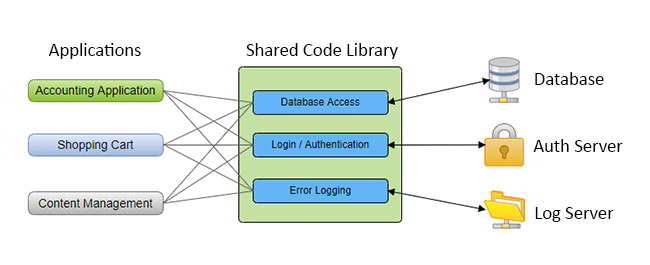 Applications
Shared Code Library
Accounting Application
Shopping Cart
Content Management
Database Access
Login / Authentication
Error Logging
Database
Auth Server
Log Server